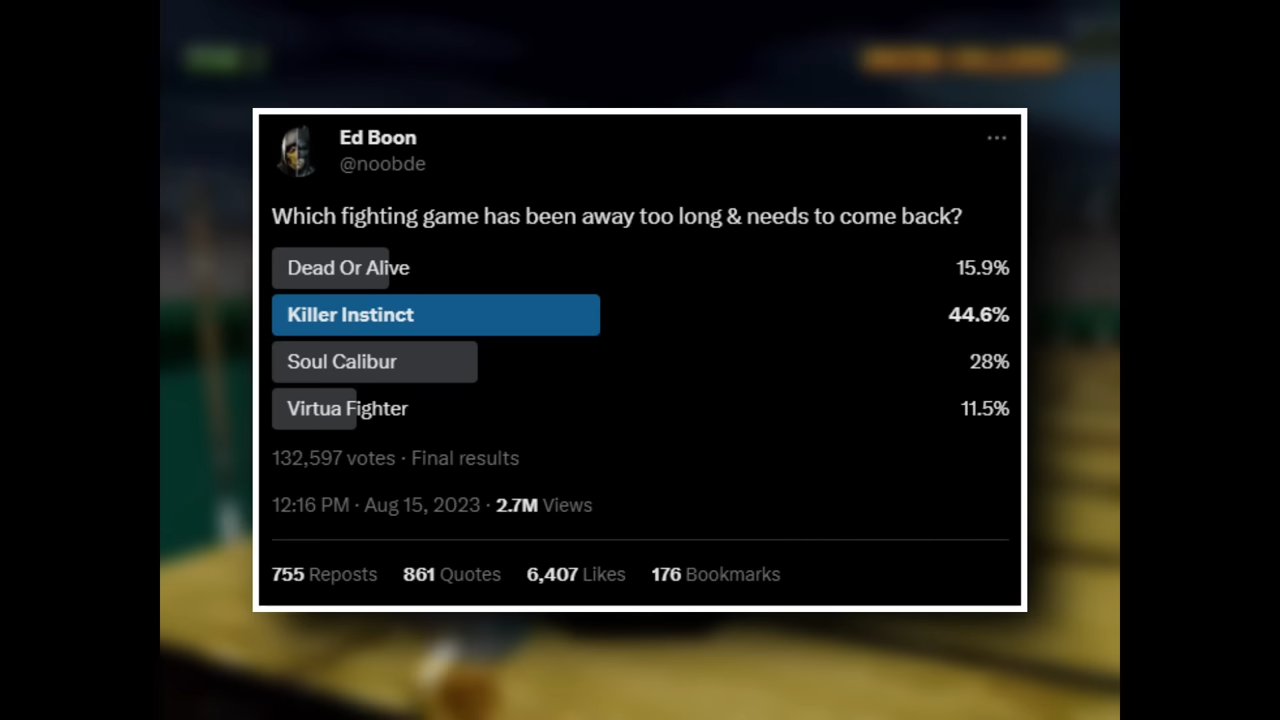 Ed Boon
@noobde
Which fighting game has been away too long & needs to come back?
Dead Or Alive 15.9%
Killer Instinct 44.6%
Soul Calibur 28%
Virtua Fighter 11.5%
132,597 votes · Final results
12:16 PM · Aug 15, 2023 · 2.7M Views
755 Reposts 861 Quotes 6,407 Likes 176 Bookmarks